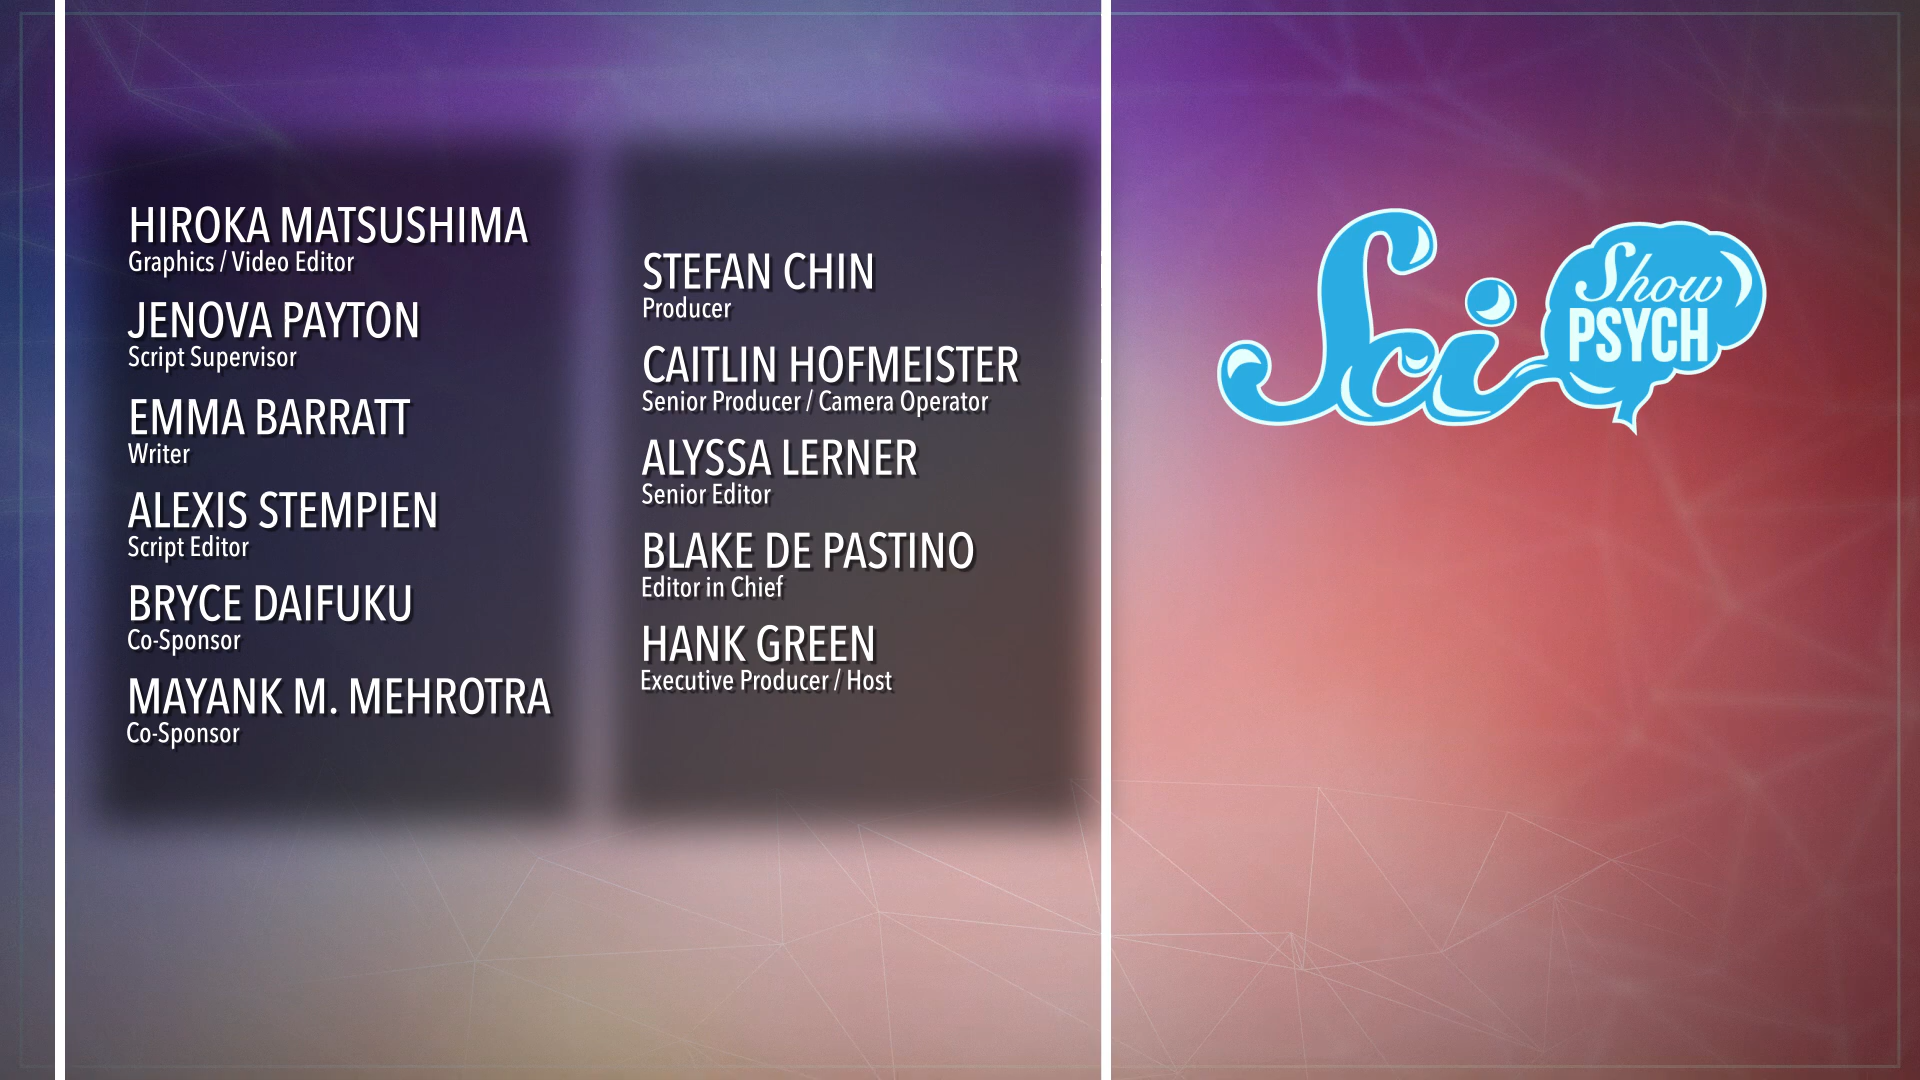 HIROKA MATSUSHIMA
Graphics / Video Editor
JENOVA PAYTON
Script Supervisor
EMMA BARRATT
Writer
ALEXIS STEMPIEN
Script Editor
BRYCE DAIFUKU
Co-Sponsor
MAYANK M. MEHROTRA
Co-Sponsor
STEFAN CHIN
Producer
CAITLIN HOFMEISTER
Senior Producer / Camera Operator
ALYSSA LERNER
Senior Editor
BLAKE DE PASTINO
Editor in Chief
HANK GREEN
Executive Producer / Host
Sci
Show
PSYCH